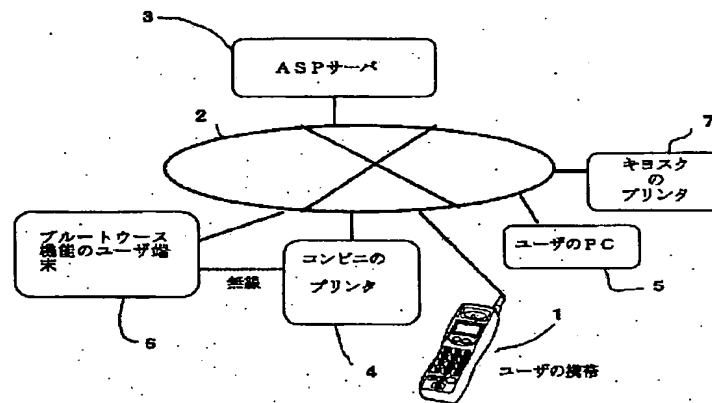 3
ASPサーバ
2
7
キヨスク
の
プリンタ
ブルートウース
機能のユーザ端
末
無線
コンビニの
プリンタ
ユーザのPC
5
6
4
1
ユーザの携帯